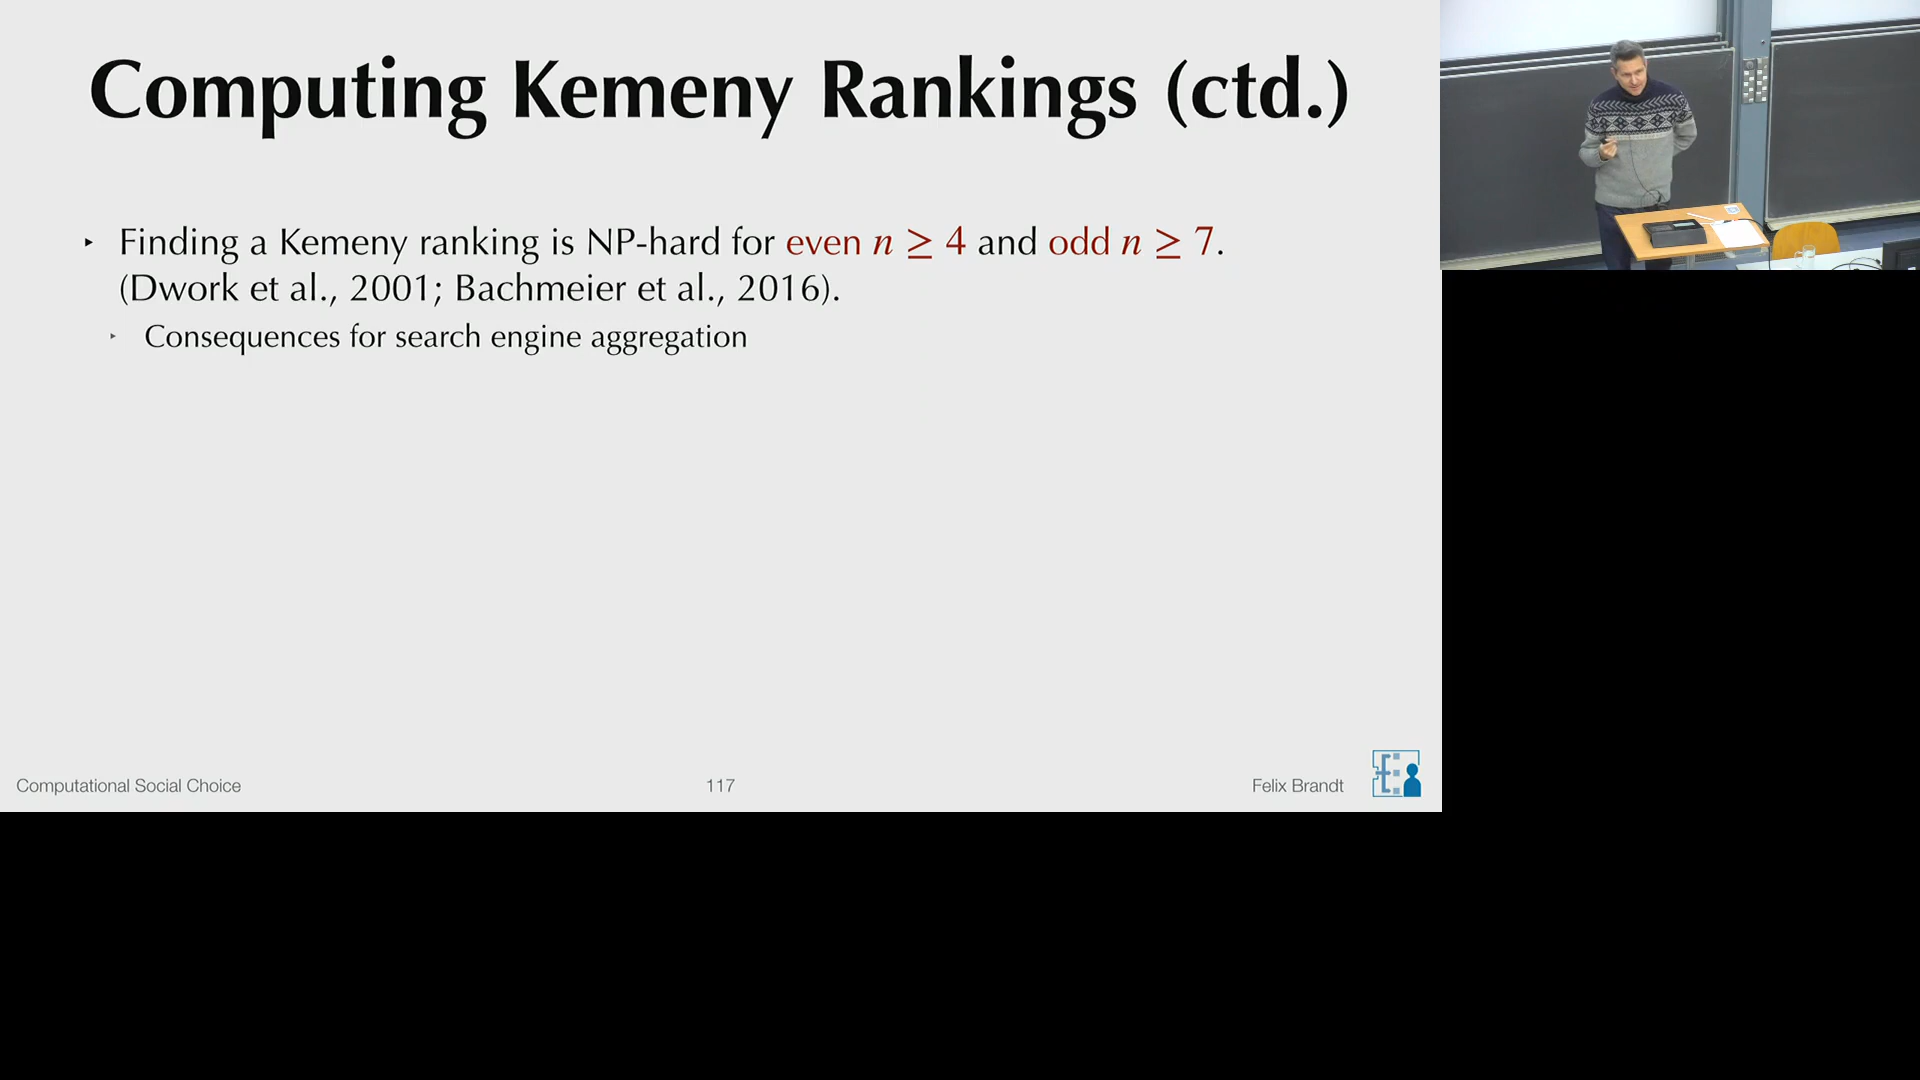 Computing Kemeny Rankings (ctd.)
‣ Finding a Kemeny ranking is NP-hard for even n ≥ 4 and odd n ≥ 7.
(Dwork et al., 2001; Bachmeier et al., 2016).
‣ Consequences for search engine aggregation
Computational Social Choice
117
Felix Brandt